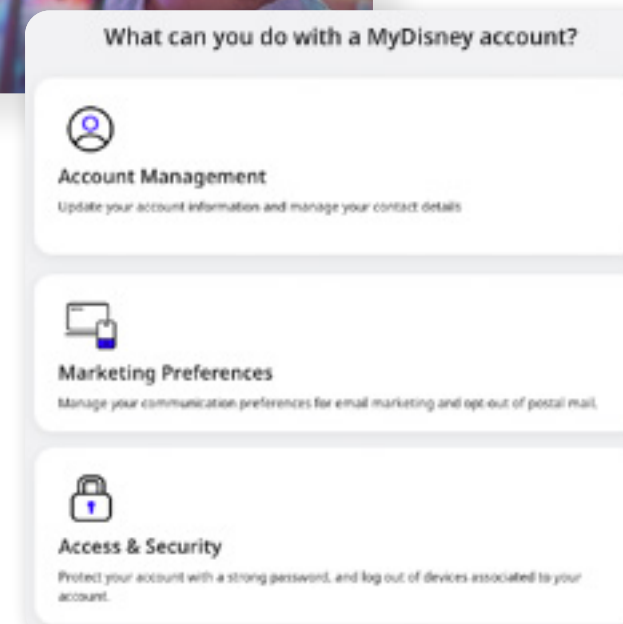 What can you do with a MyDisney account?
Account Management
Update your account information and manage your contact details
Marketing Preferences
Manage your communication preferences for email marketing and opt-out of postal mail.
Access & Security
Protect your account with a strong password, and log out of devices associated to your
account.